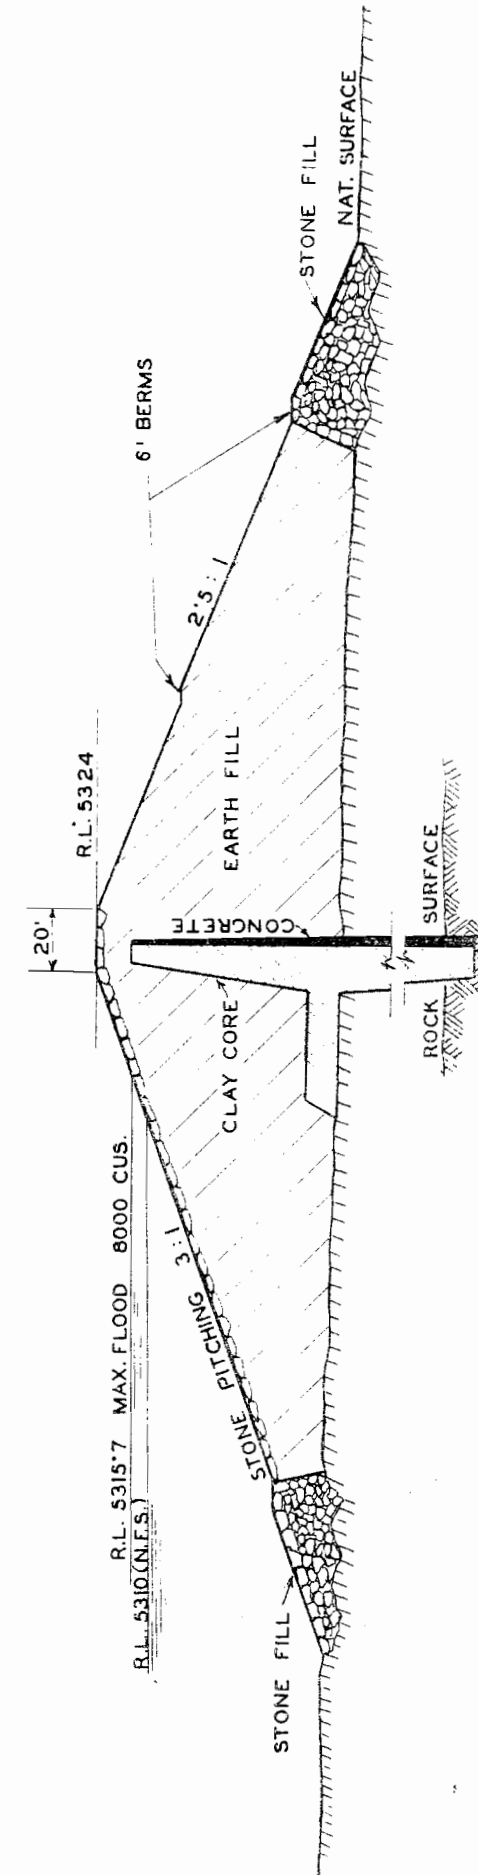 R.L. 5315·7 MAX. FLOOD 8000 CUS.
R.L. 5310 (N.F.S.)
20'
R.L. 5324
6' BERMS
STONE PITCHING 3:1
2·5:1
STONE FILL
CLAY CORE
CONCRETE
EARTH FILL
STONE FILL
NAT. SURFACE
ROCK SURFACE